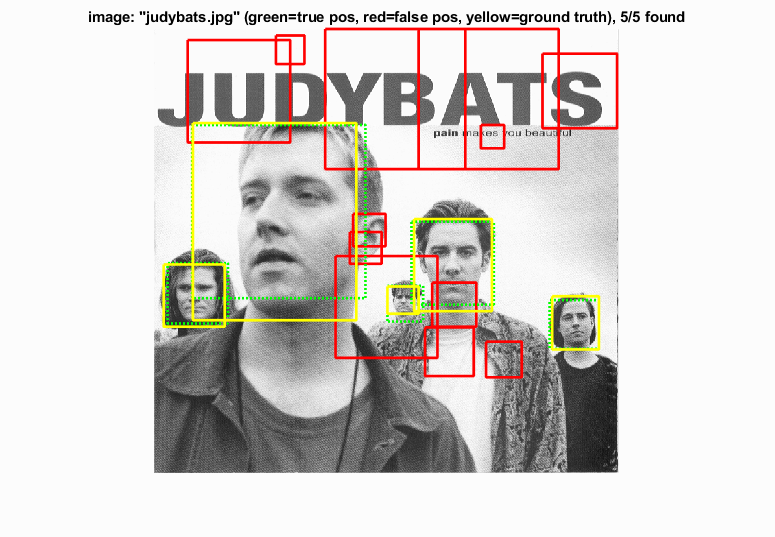 image: "judybats.jpg" (green=true pos, red=false pos, yellow=ground truth), 5/5 found
JUDYBATS
pain makes you beautiful